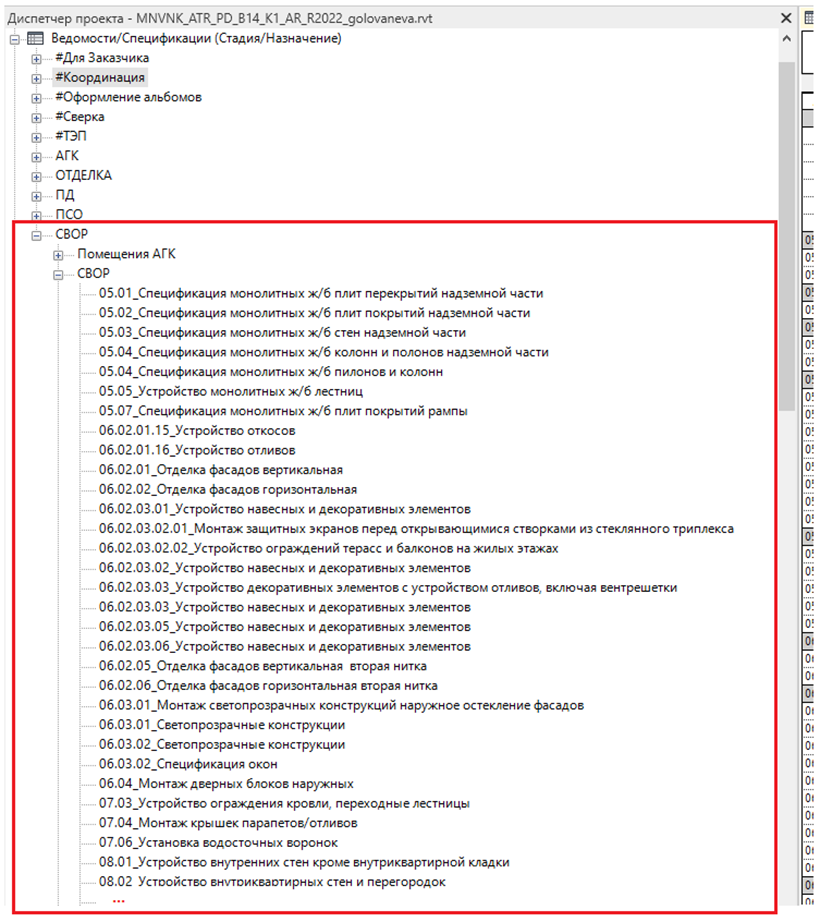 Диспетчер проекта - MNVNK_ATR_PD_B14_K1_AR_R2022_golovaneva.rvt
Ведомости/Спецификации (Стадия/Назначение)
#Для Заказчика
#Координация
#Оформление альбомов
#Сверка
#ТЭП
АГК
ОТДЕЛКА
ПД
ПСО
СВОР
Помещения АГК
СВОР
05.01_Спецификация монолитных ж/б плит перекрытий надземной части
05.02_Спецификация монолитных ж/б плит покрытий надземной части
05.03_Спецификация монолитных ж/б стен надземной части
05.04_Спецификация монолитных ж/б колонн и полонов надземной части
05.04_Спецификация монолитных ж/б пилонов и колонн
05.05_Устройство монолитных ж/б лестниц
05.07_Спецификация монолитных ж/б плит покрытий рампы
06.02.01.15_Устройство откосов
06.02.01.16_Устройство отливов
06.02.01_Отделка фасадов вертикальная
06.02.02_Отделка фасадов горизонтальная
06.02.03.01_Устройство навесных и декоративных элементов
06.02.03.02.01_Монтаж защитных экранов перед открывающимися створками из стеклянного триплекса
06.02.03.02.02_Устройство ограждений террас и балконов на жилых этажах
06.02.03.02_Устройство навесных и декоративных элементов
06.02.03.03_Устройство декоративных элементов с устройством отливов, включая вентрешетки
06.02.03.03_Устройство навесных и декоративных элементов
06.02.03.05_Устройство навесных и декоративных элементов
06.02.03.06_Устройство навесных и декоративных элементов
06.02.05_Отделка фасадов вертикальная вторая нитка
06.02.06_Отделка фасадов горизонтальная вторая нитка
06.03.01_Монтаж светопрозрачных конструкций наружное остекление фасадов
06.03.01_Светопрозрачные конструкции
06.03.02_Светопрозрачные конструкции
06.03.02_Спецификация окон
06.04_Монтаж дверных блоков наружных
07.03_Устройство ограждения кровли, переходные лестницы
07.04_Монтаж крышек парапетов/отливов
07.06_Установка водосточных воронок
08.01_Устройство внутренних стен кроме внутриквартирной кладки
08.02_Устройство внутриквартирных стен и перегородок
...